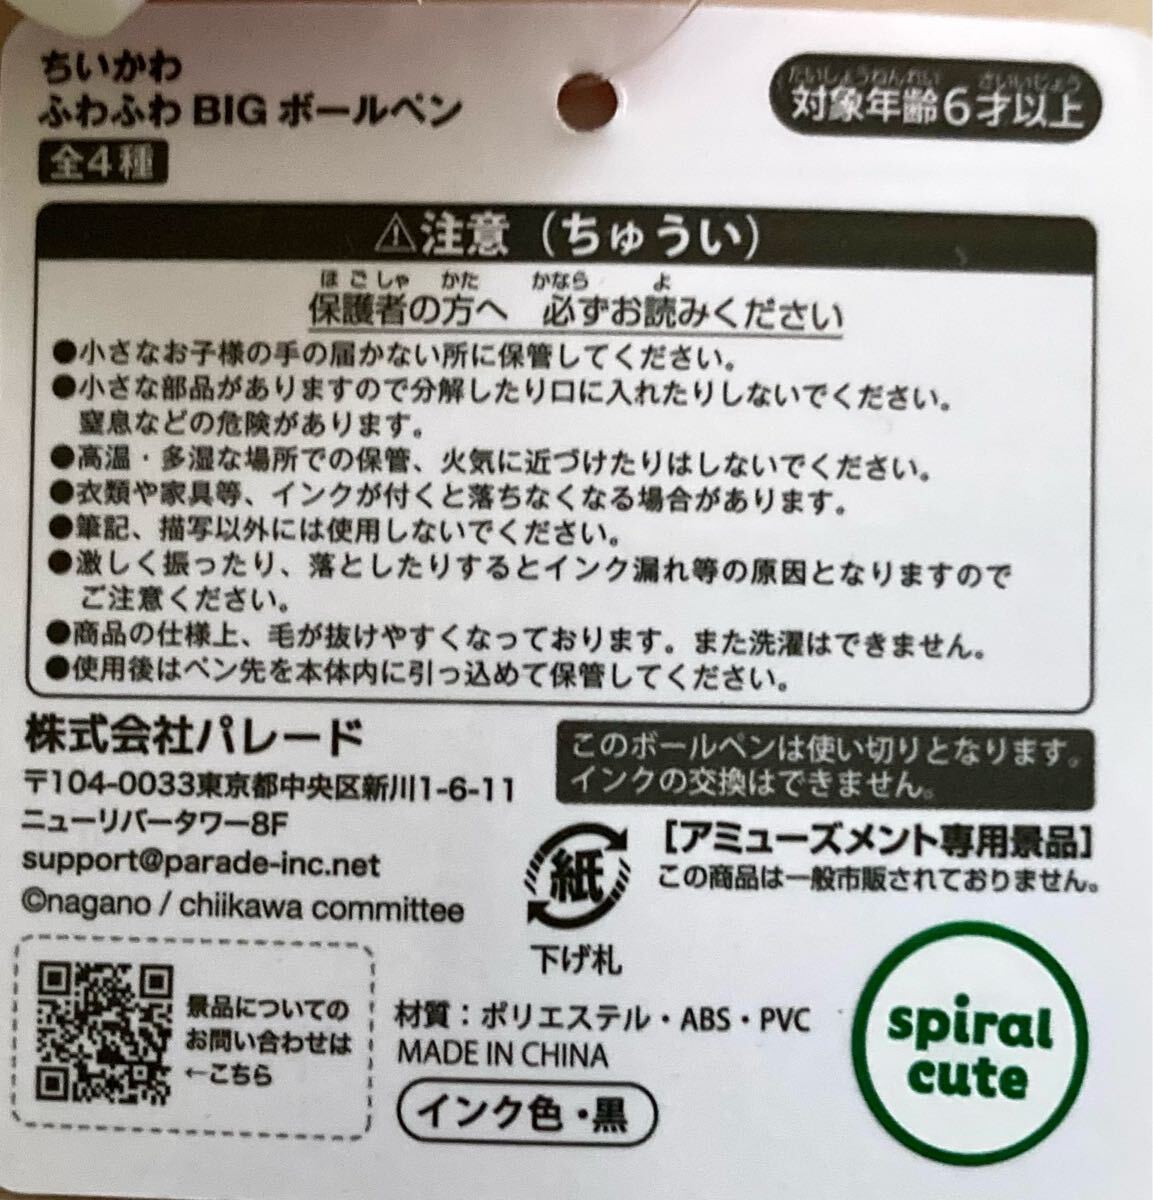 ちいかわ
ふわふわ BIG ボールペン
全4種
たいしょうねんれい さいいじょう
対象年齢6才以上
⚠注意（ちゅうい）
ほごしゃ かた かなら よ
保護者の方へ 必ずお読みください
●小さなお子様の手の届かない所に保管してください。
●小さな部品がありますので分解したり口に入れたりしないでください。
窒息などの危険があります。
●高温・多湿な場所での保管、火気に近づけたりはしないでください。
●衣類や家具等、インクが付くと落ちなくなる場合があります。
●筆記、描写以外には使用しないでください。
●激しく振ったり、落としたりするとインク漏れ等の原因となりますので
ご注意ください。
●商品の仕様上、毛が抜けやすくなっております。また洗濯はできません。
●使用後はペン先を本体内に引っ込めて保管してください。
株式会社パレード
〒104-0033東京都中央区新川1-6-11
ニューリバータワー8F
support@parade-inc.net
©nagano / chiikawa committee
このボールペンは使い切りとなります。
インクの交換はできません。
紙
下げ札
[アミューズメント専用景品]
この商品は一般市販されておりません。
景品についての
お問い合わせは
←こちら
材質：ポリエステル・ABS・PVC
MADE IN CHINA
インク色・黒
spiral
cute